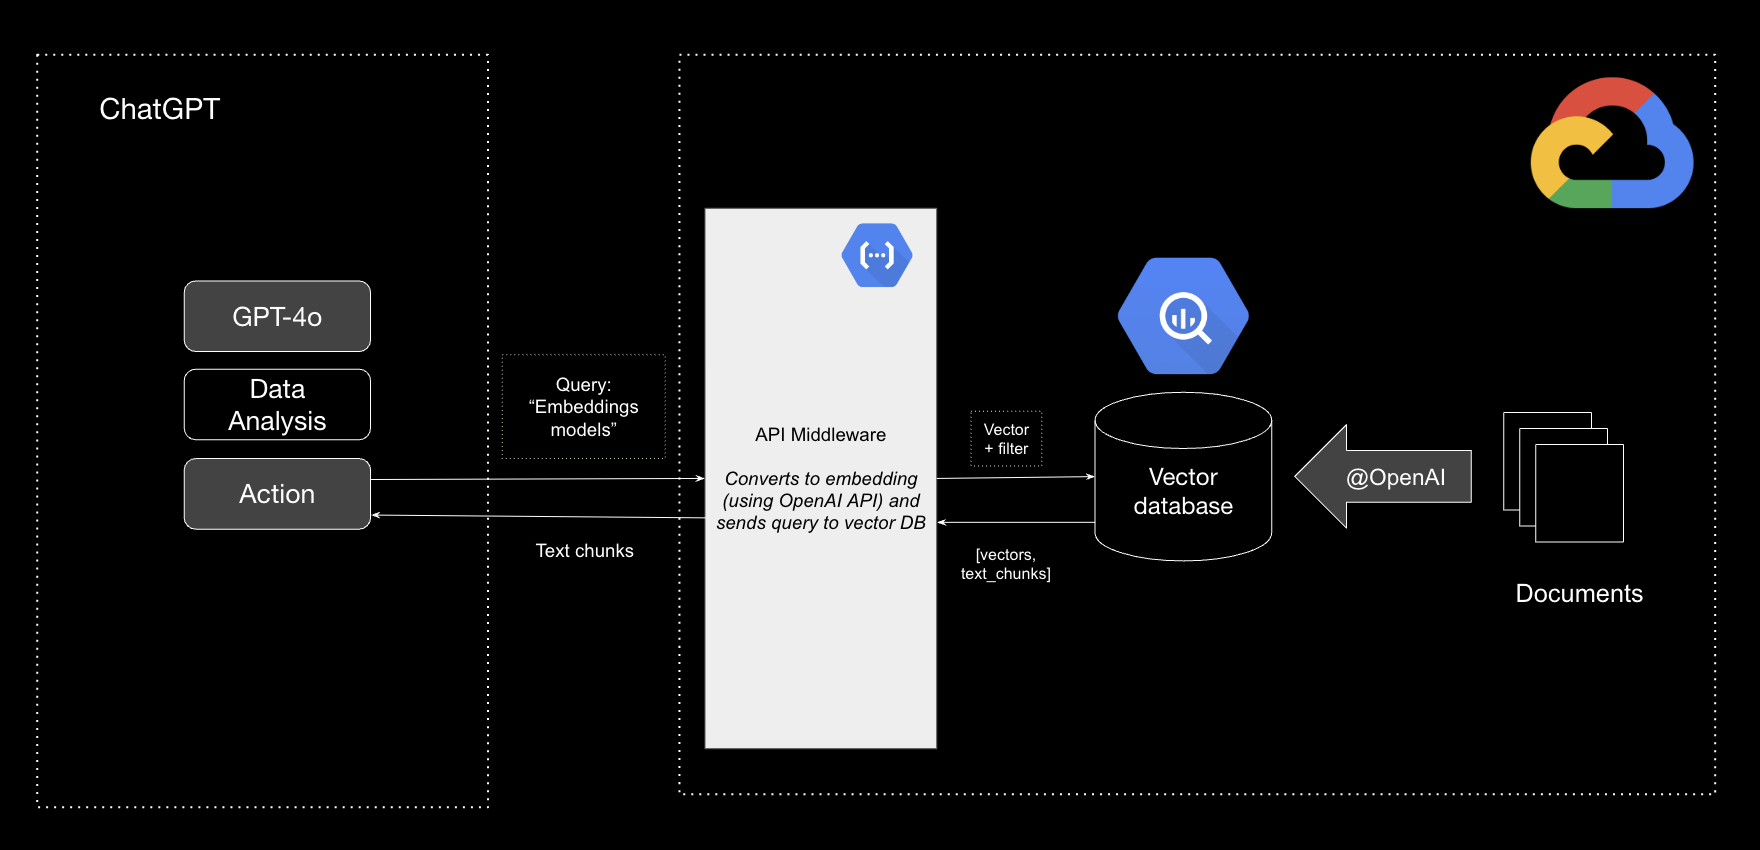 ChatGPT
GPT-4o
Data
Analysis
Action
Query:
“Embeddings
models”
Text chunks
API Middleware
Converts to embedding
(using OpenAI API) and
sends query to vector DB
Vector
+ filter
[vectors,
text_chunks]
Vector
database
@OpenAI
Documents